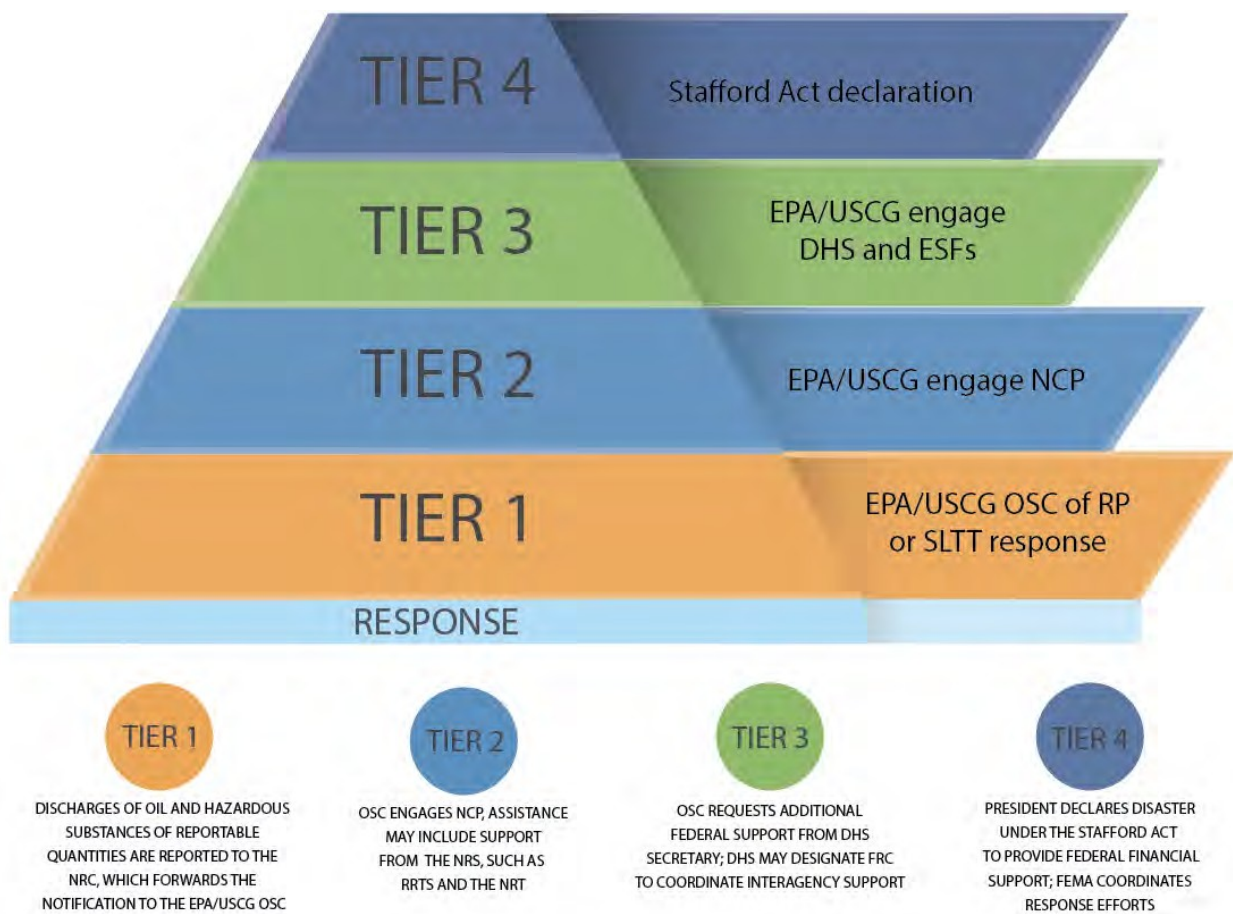 TIER 4
Stafford Act declaration
TIER 3
EPA/USCG engage
DHS and ESFs
TIER 2
EPA/USCG engage NCP
TIER 1
EPA/USCG OSC of RP
or SLTT response
RESPONSE
TIER 1
DISCHARGES OF OIL AND HAZARDOUS
SUBSTANCES OF REPORTABLE
QUANTITIES ARE REPORTED TO THE
NRC, WHICH FORWARDS THE
NOTIFICATION TO THE EPA/USCG OSC
TIER 2
OSC ENGAGES NCP, ASSISTANCE
MAY INCLUDE SUPPORT
FROM THE NRS, SUCH AS
RRTS AND THE NRT
TIER 3
OSC REQUESTS ADDITIONAL
FEDERAL SUPPORT FROM DHS
SECRETARY; DHS MAY DESIGNATE FRC
TO COORDINATE INTERAGENCY SUPPORT
TIER 4
PRESIDENT DECLARES DISASTER
UNDER THE STAFFORD ACT
TO PROVIDE FEDERAL FINANCIAL
SUPPORT; FEMA COORDINATES
RESPONSE EFFORTS